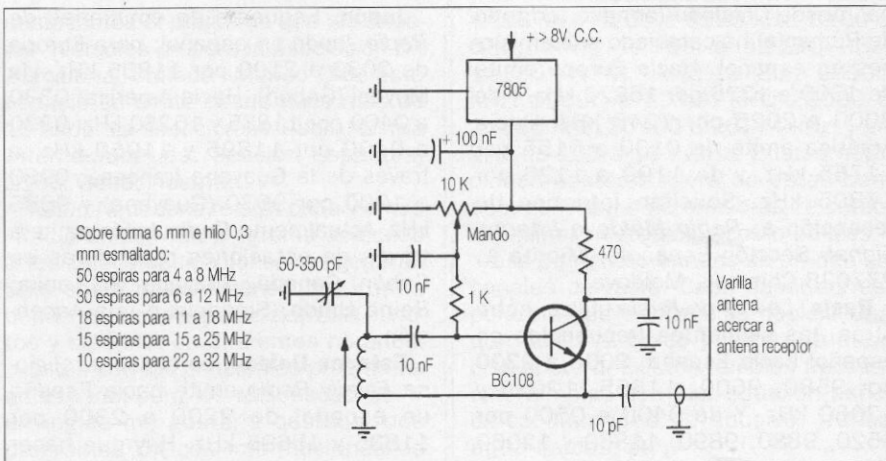 + > 8V. C.C.
7805
+ 100 nF
10 K
Mando
Sobre forma 6 mm e hilo 0,3
mm esmaltado:
50 espiras para 4 a 8 MHz
30 espiras para 6 a 12 MHz
18 espiras para 11 a 18 MHz
15 espiras para 15 a 25 MHz
10 espiras para 22 a 32 MHz
50-350 pF
10 nF
1 K
10 nF
470
BC108
10 nF
10 pF
Varilla
antena
acercar a
antena receptor